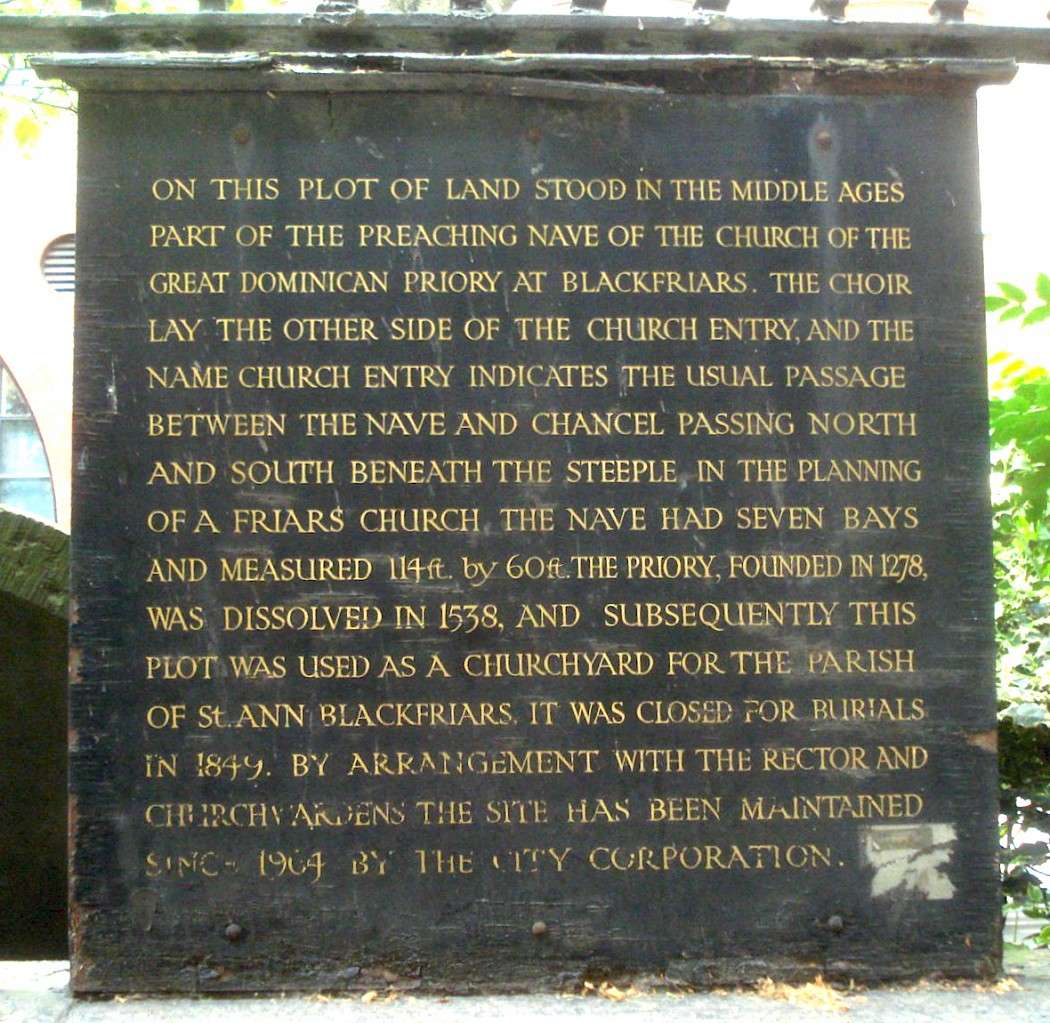 ON THIS PLOT OF LAND STOOD IN THE MIDDLE AGES
PART OF THE PREACHING NAVE OF THE CHURCH OF THE
GREAT DOMINICAN PRIORY AT BLACKFRIARS. THE CHOIR
LAY THE OTHER SIDE OF THE CHURCH ENTRY, AND THE
NAME CHURCH ENTRY INDICATES THE USUAL PASSAGE
BETWEEN THE NAVE AND CHANCEL PASSING NORTH
AND SOUTH BENEATH THE STEEPLE IN THE PLANNING
OF A FRIARS CHURCH. THE NAVE HAD SEVEN BAYS
AND MEASURED 114ft. by 60ft. THE PRIORY, FOUNDED IN 1278,
WAS DISSOLVED IN 1538, AND SUBSEQUENTLY THIS
PLOT WAS USED AS A CHURCHYARD FOR THE PARISH
OF St. ANN BLACKFRIARS. IT WAS CLOSED FOR BURIALS
IN 1849. BY ARRANGEMENT WITH THE RECTOR AND
CHURCHWARDENS THE SITE HAS BEEN MAINTAINED
SINCE 1964 BY THE CITY CORPORATION.